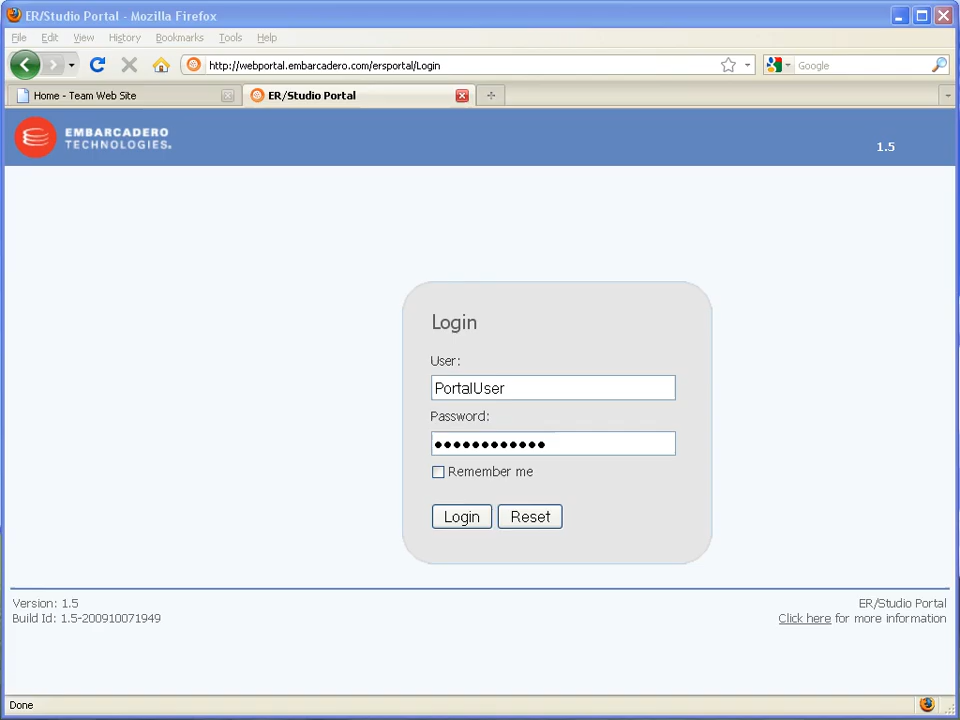 ER/Studio Portal - Mozilla Firefox
File Edit View History Bookmarks Tools Help
http://webportal.embarcadero.com/ersportal/Login Google
Home - Team Web Site ER/Studio Portal
EMBARCADERO
TECHNOLOGIES.
1.5
Login
User:
PortalUser
Password:
Remember me
Login Reset
Version: 1.5 ER/Studio Portal
Build Id: 1.5-200910071949 Click here for more information
Done